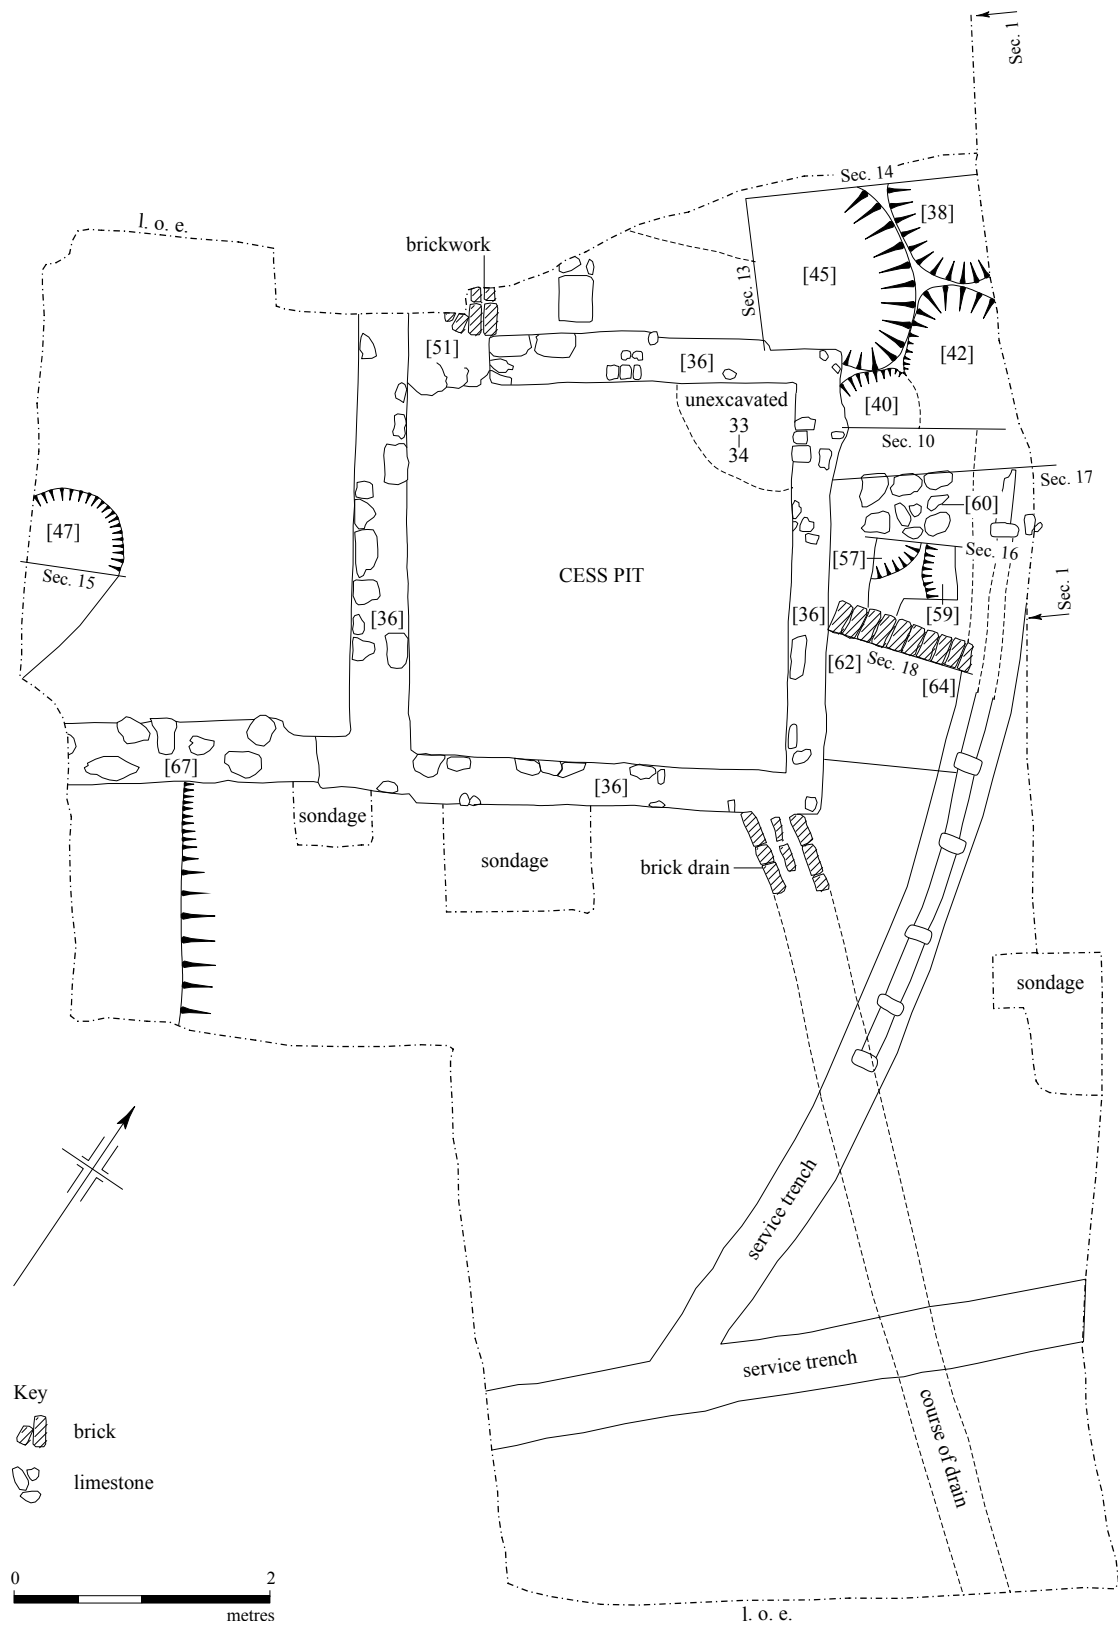 Sec. 1
Sec. 14
[38]
l. o. e.
brickwork
[45]
Sec. 13
[51]
[36]
[42]
unexcavated
33
34
[40]
Sec. 10
Sec. 17
[60]
[47]
Sec. 15
CESS PIT
[57]
Sec. 16
Sec. 1
[36]
[36]
[59]
[62]
Sec. 18
[64]
[67]
[36]
sondage
sondage
brick drain
sondage
service trench
service trench
course of drain
Key
brick
limestone
0 2
metres
l. o. e.